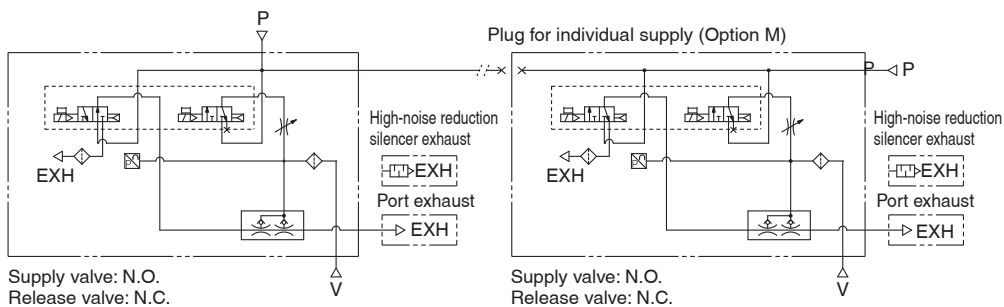 P
Plug for individual supply (Option M)
P P
High-noise reduction
silencer exhaust
EXH
EXH
Port exhaust
EXH
Supply valve: N.O.
Release valve: N.C.
V
High-noise reduction
silencer exhaust
EXH
EXH
Port exhaust
EXH
Supply valve: N.O.
Release valve: N.C.
V